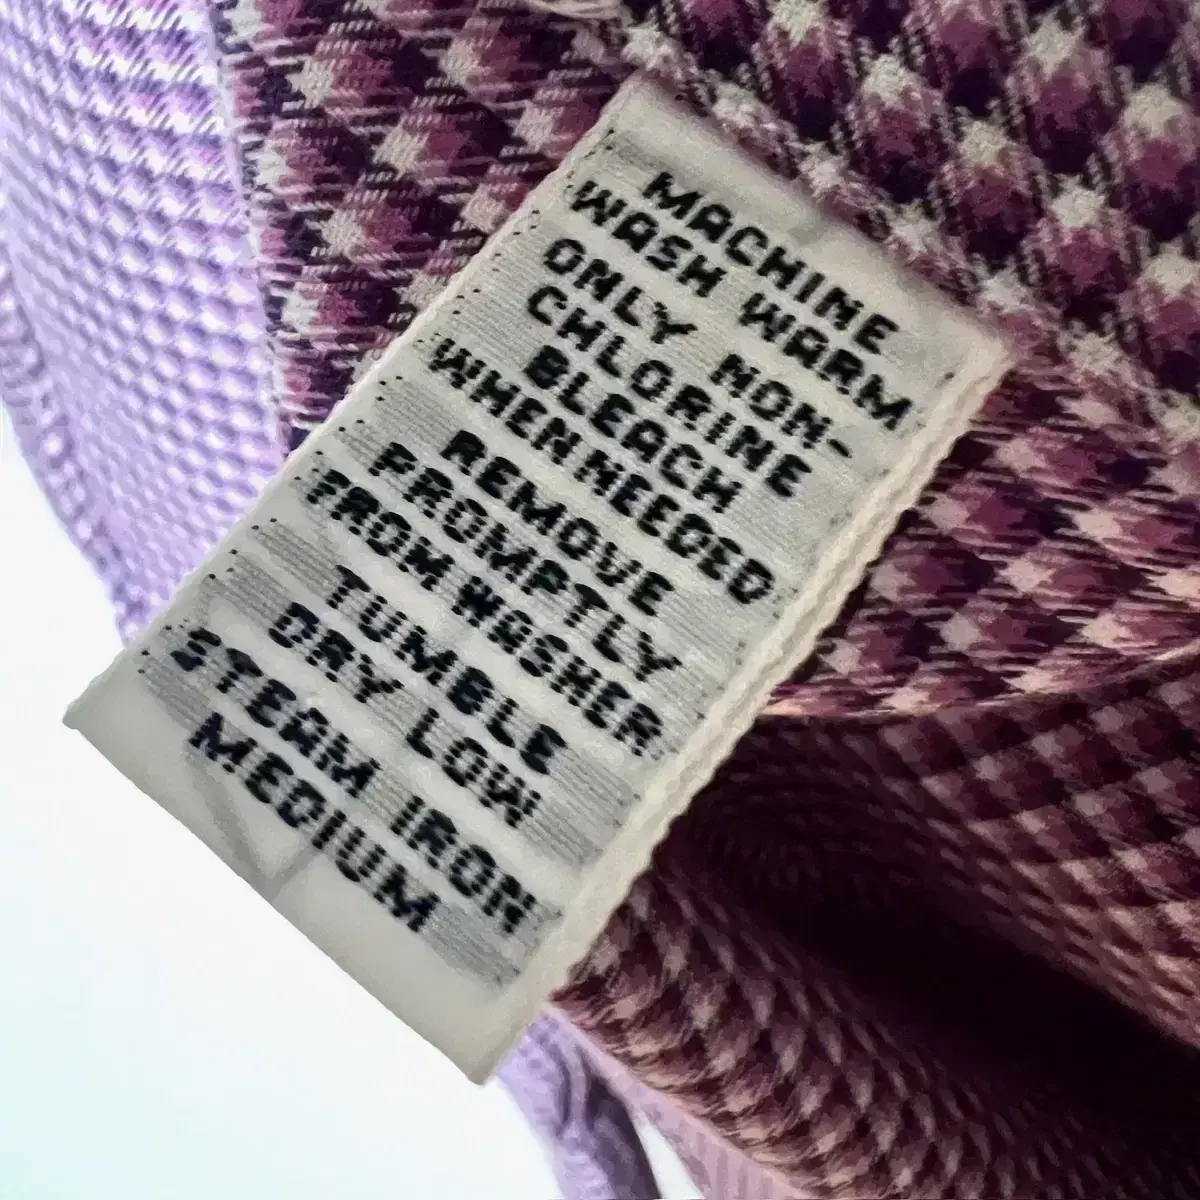 MACHINE
WASH WARM
ONLY NON-
CHLORINE
BLEACH
WHEN NEEDED
REMOVE
PROMPTLY
FROM WASHER
TUMBLE
DRY LOW
STEAM IRON
MEDIUM